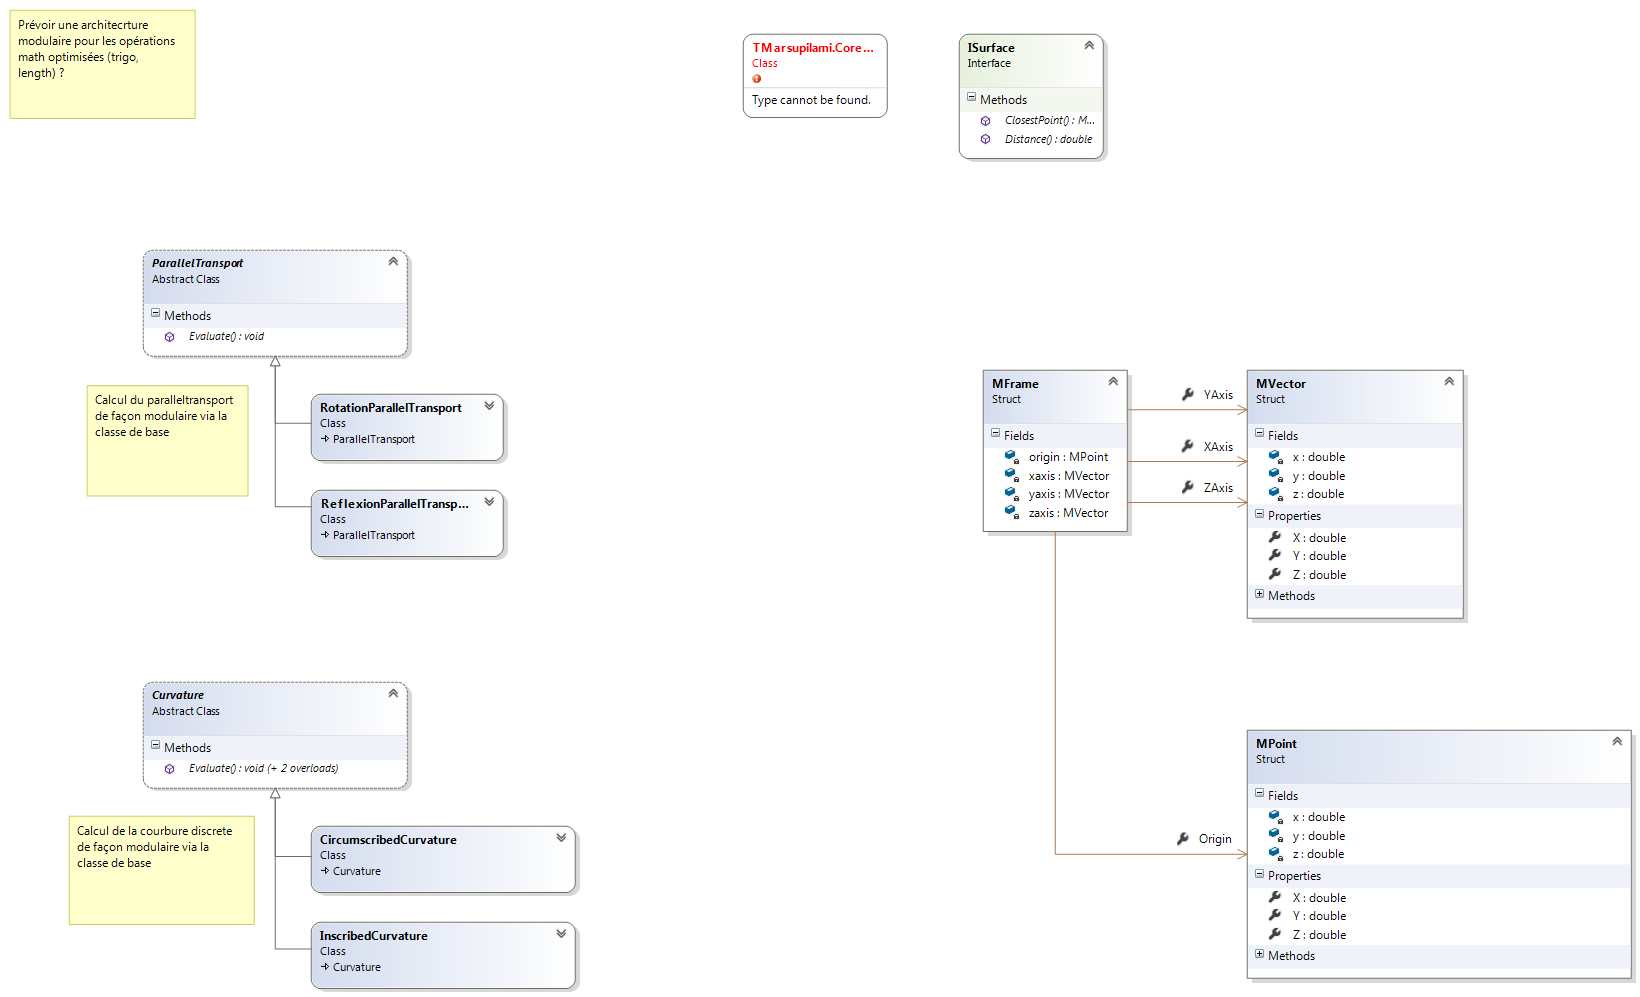 Prévoir une architecrture
modulaire pour les opérations
math optimisées (trigo,
length) ?
TMarsupilami.Core...
Class
Type cannot be found.
ISurface
Interface
Methods
ClosestPoint() : M...
Distance() : double
ParallelTransport
Abstract Class
Methods
Evaluate() : void
Calcul du paralleltransport
de façon modulaire via la
classe de base
RotationParallelTransport
Class
ParallelTransport
ReflexionParallelTransp...
Class
ParallelTransport
MFrame
Struct
Fields
origin : MPoint
xaxis : MVector
yaxis : MVector
zaxis : MVector
YAxis
XAxis
ZAxis
MVector
Struct
Fields
x : double
y : double
z : double
Properties
X : double
Y : double
Z : double
Methods
Curvature
Abstract Class
Methods
Evaluate() : void (+ 2 overloads)
Calcul de la courbure discrete
de façon modulaire via la
classe de base
CircumscribedCurvature
Class
Curvature
InscribedCurvature
Class
Curvature
Origin
MPoint
Struct
Fields
x : double
y : double
z : double
Properties
X : double
Y : double
Z : double
Methods